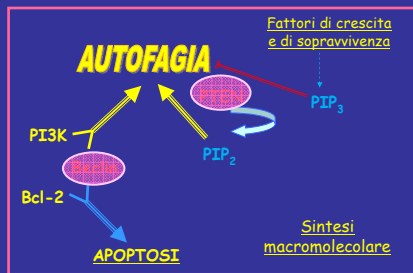 Fattori di crescita
e di sopravvivenza
AUTOFAGIA
PIP3
PI3K
PIP2
Bcl-2
Sintesi
macromolecolare
APOPTOSI